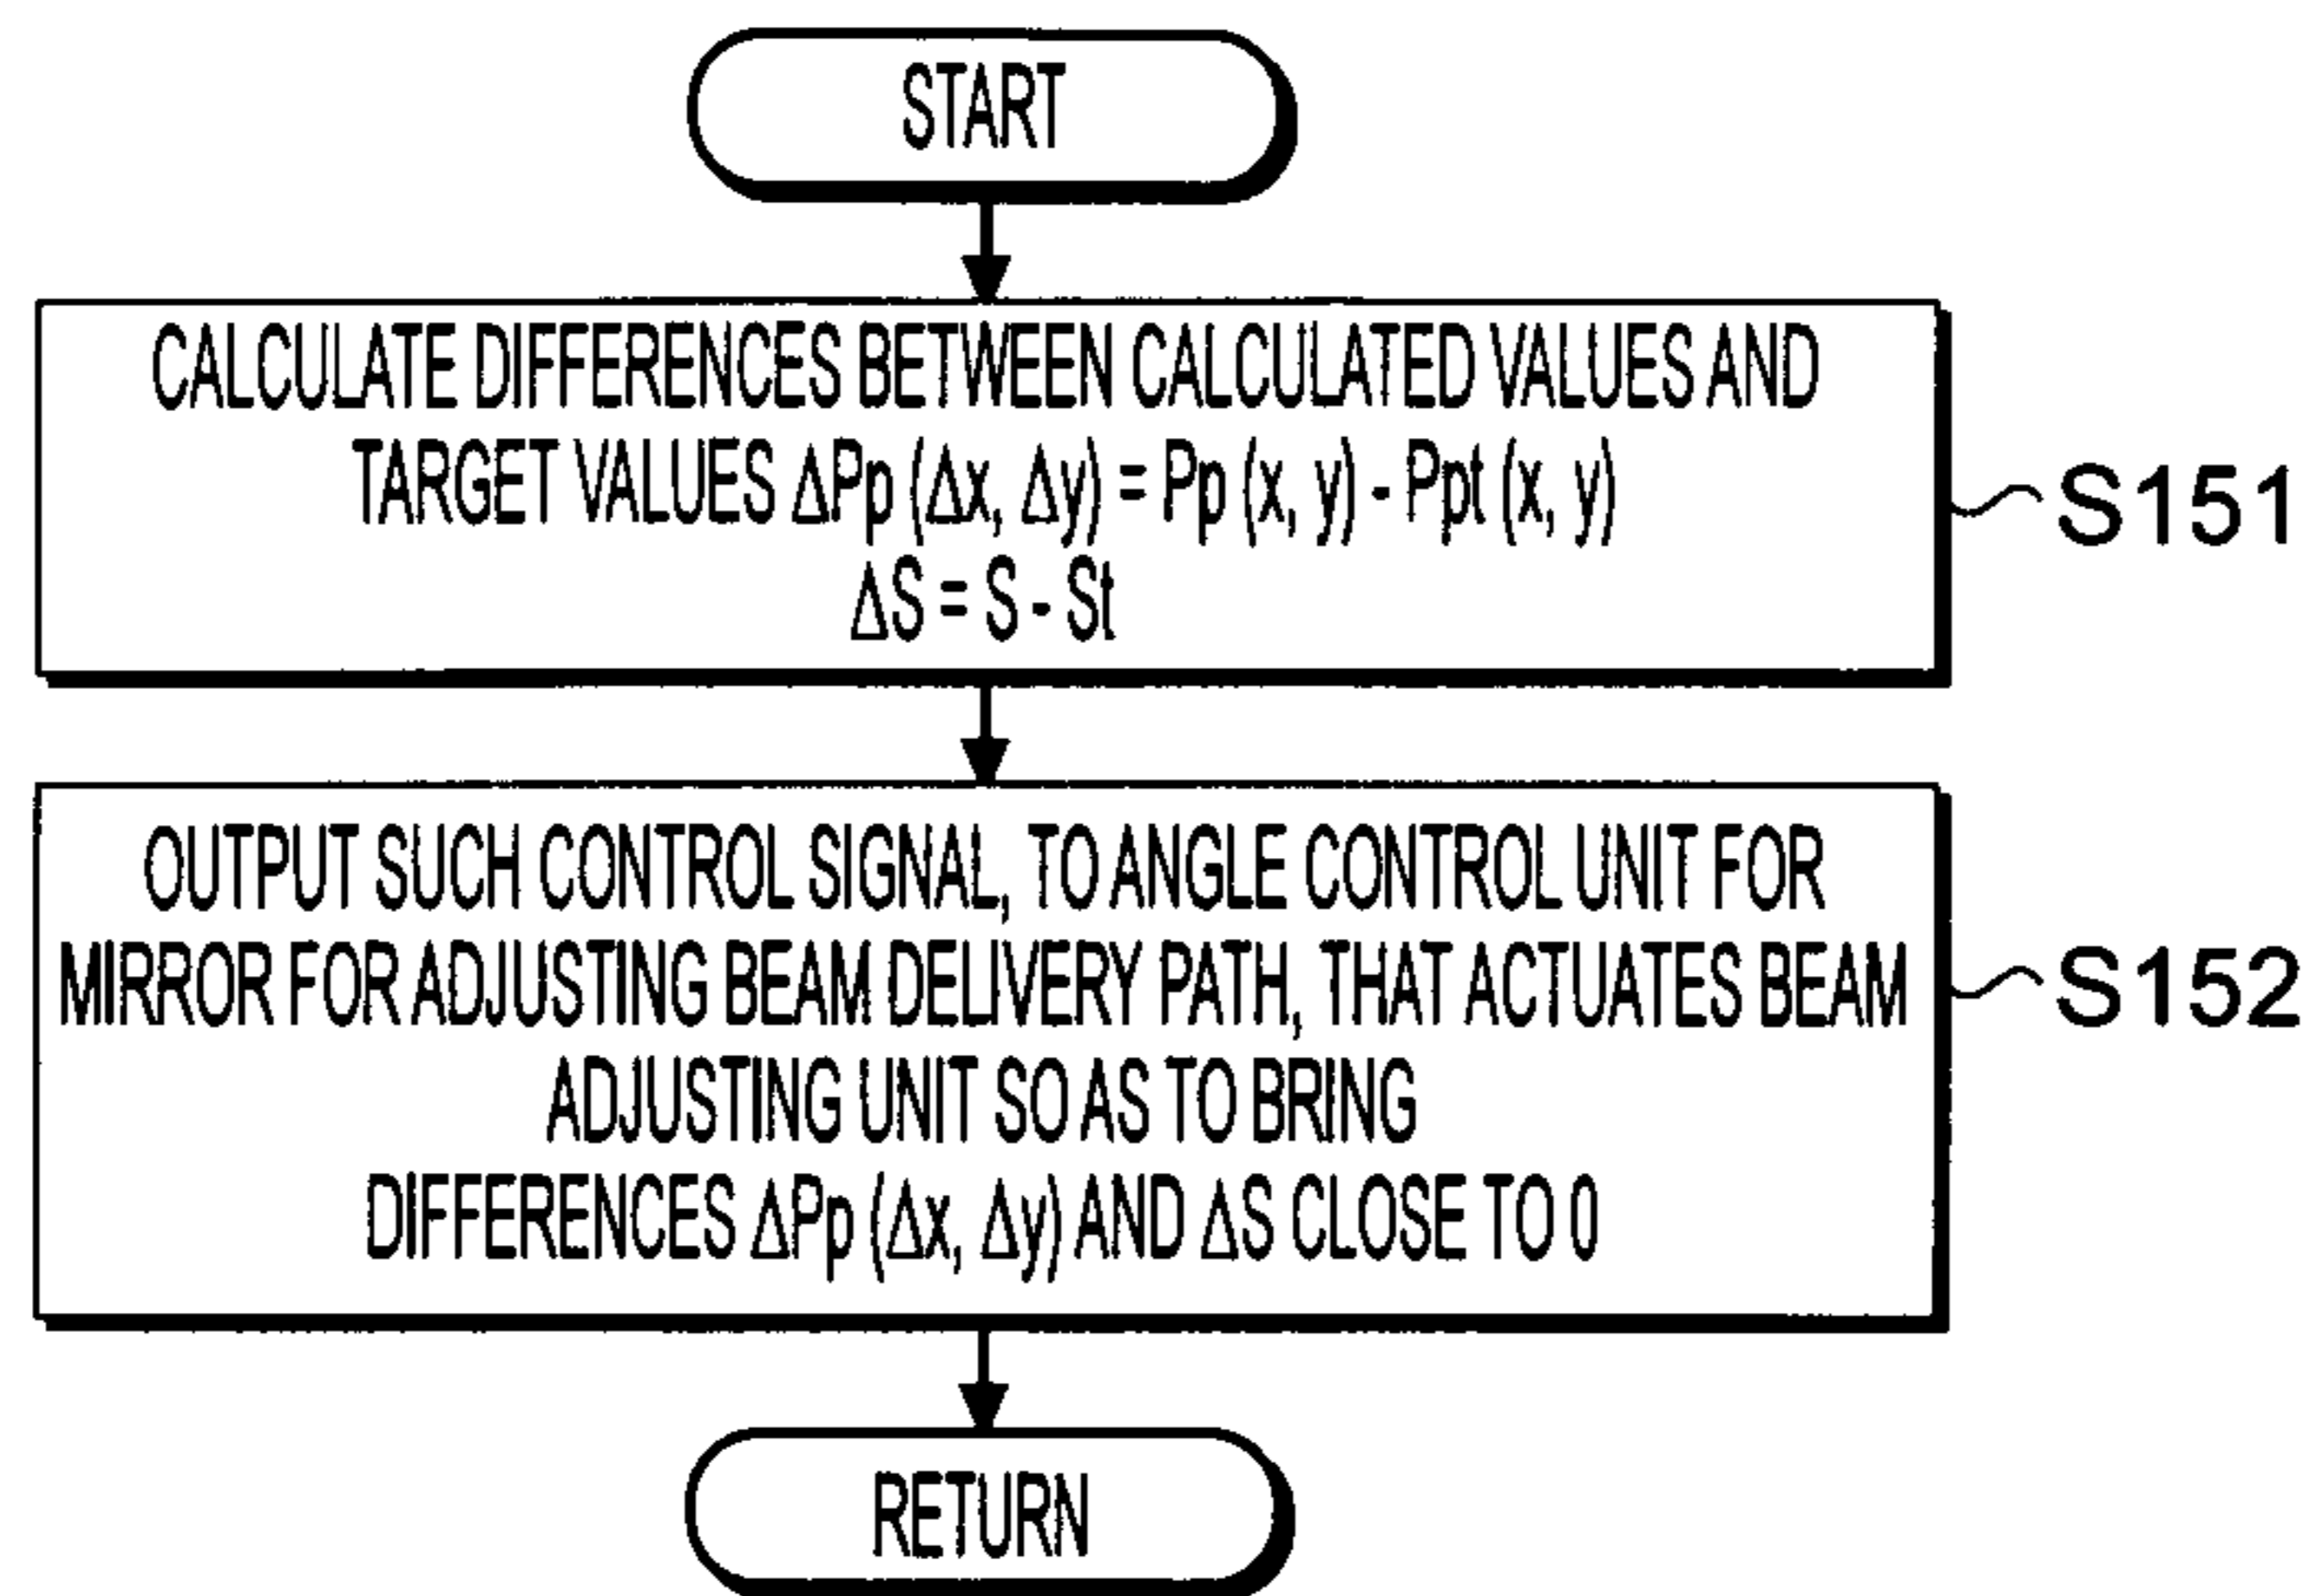 START
CALCULATE DIFFERENCES BETWEEN CALCULATED VALUES AND
TARGET VALUES ΔPp (Δx, Δy) = Pp (x, y) - Ppt (x, y)
ΔS = S - St
S151
OUTPUT SUCH CONTROL SIGNAL, TO ANGLE CONTROL UNIT FOR
MIRROR FOR ADJUSTING BEAM DELIVERY PATH, THAT ACTUATES BEAM
ADJUSTING UNIT SO AS TO BRING
DIFFERENCES ΔPp (Δx, Δy) AND ΔS CLOSE TO 0
S152
RETURN